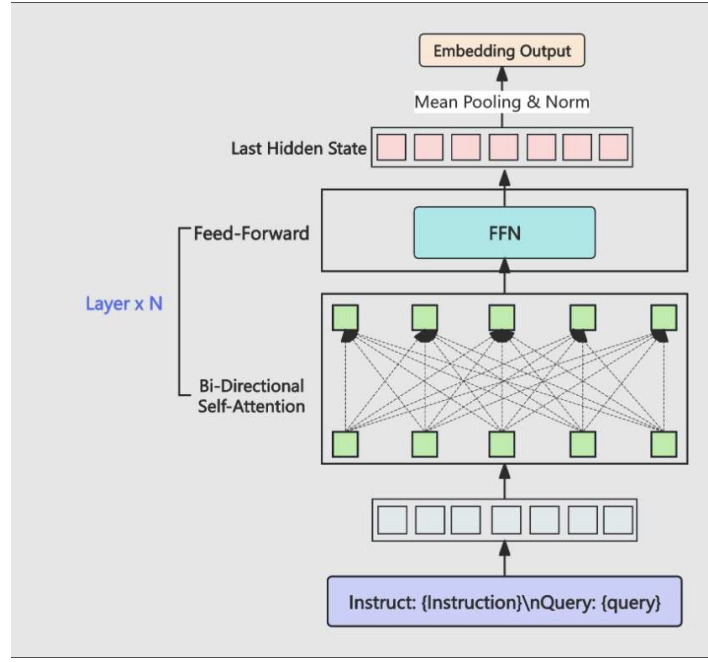 Embedding Output
Mean Pooling & Norm
Last Hidden State
Feed-Forward
FFN
Layer x N
Bi-Directional
Self-Attention
Instruct: {Instruction}\nQuery: {query}